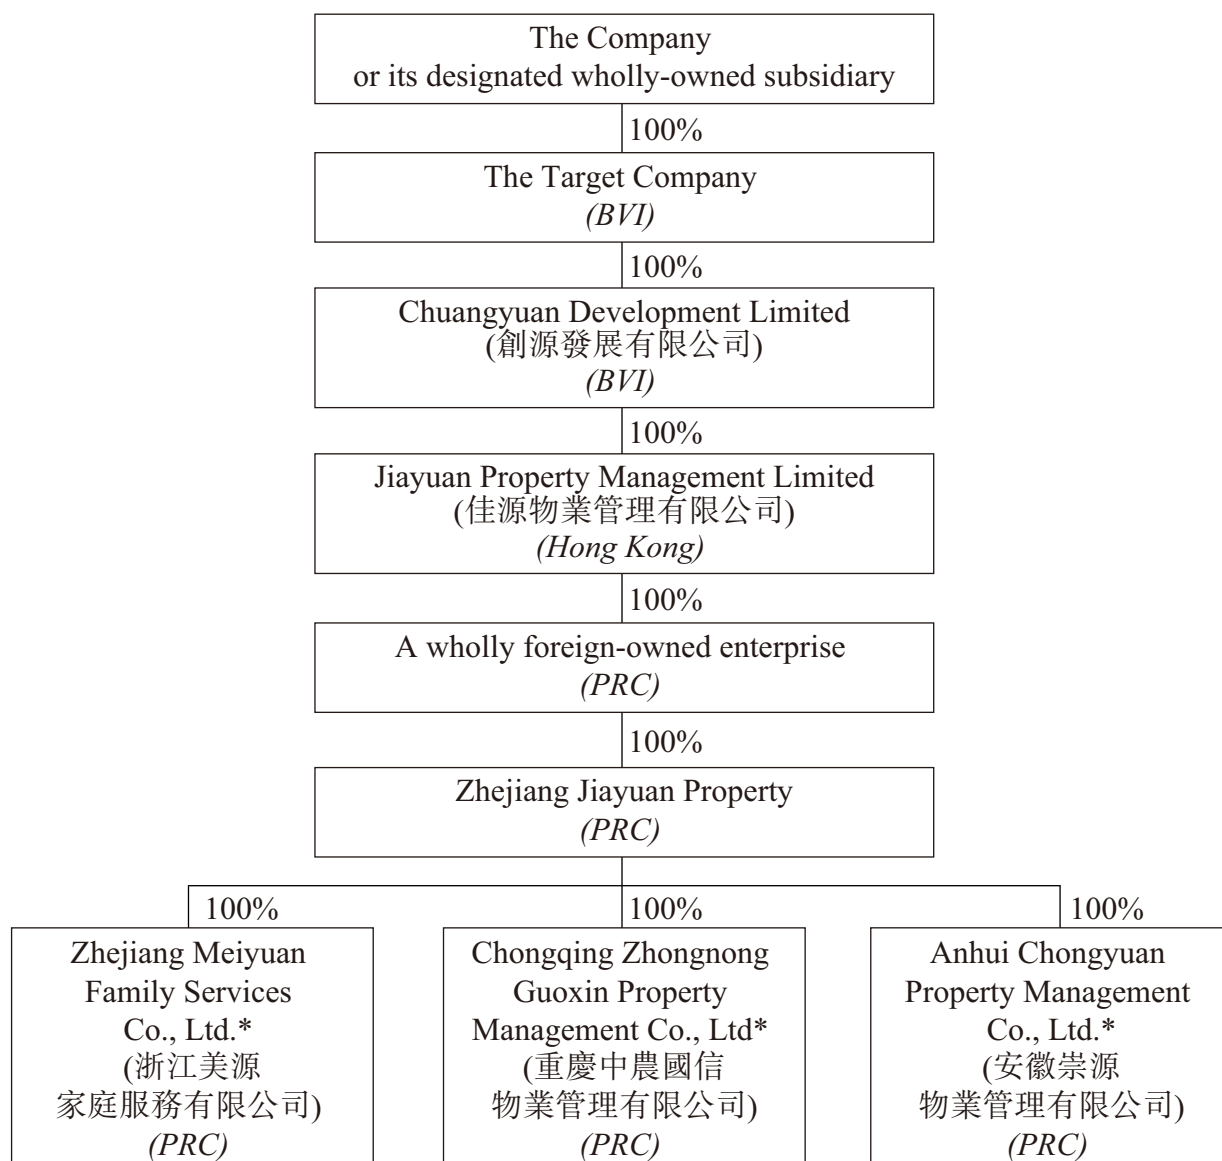 The Company
or its designated wholly-owned subsidiary
100%
The Target Company
(BVI)
100%
Chuangyuan Development Limited
(創源發展有限公司)
(BVI)
100%
Jiayuan Property Management Limited
(佳源物業管理有限公司)
(Hong Kong)
100%
A wholly foreign-owned enterprise
(PRC)
100%
Zhejiang Jiayuan Property
(PRC)
100%
Zhejiang Meiyuan
Family Services
Co., Ltd.*
(浙江美源
家庭服務有限公司)
(PRC)
100%
Chongqing Zhongnong
Guoxin Property
Management Co., Ltd*
(重慶中農國信
物業管理有限公司)
(PRC)
100%
Anhui Chongyuan
Property Management
Co., Ltd.*
(安徽崇源
物業管理有限公司)
(PRC)